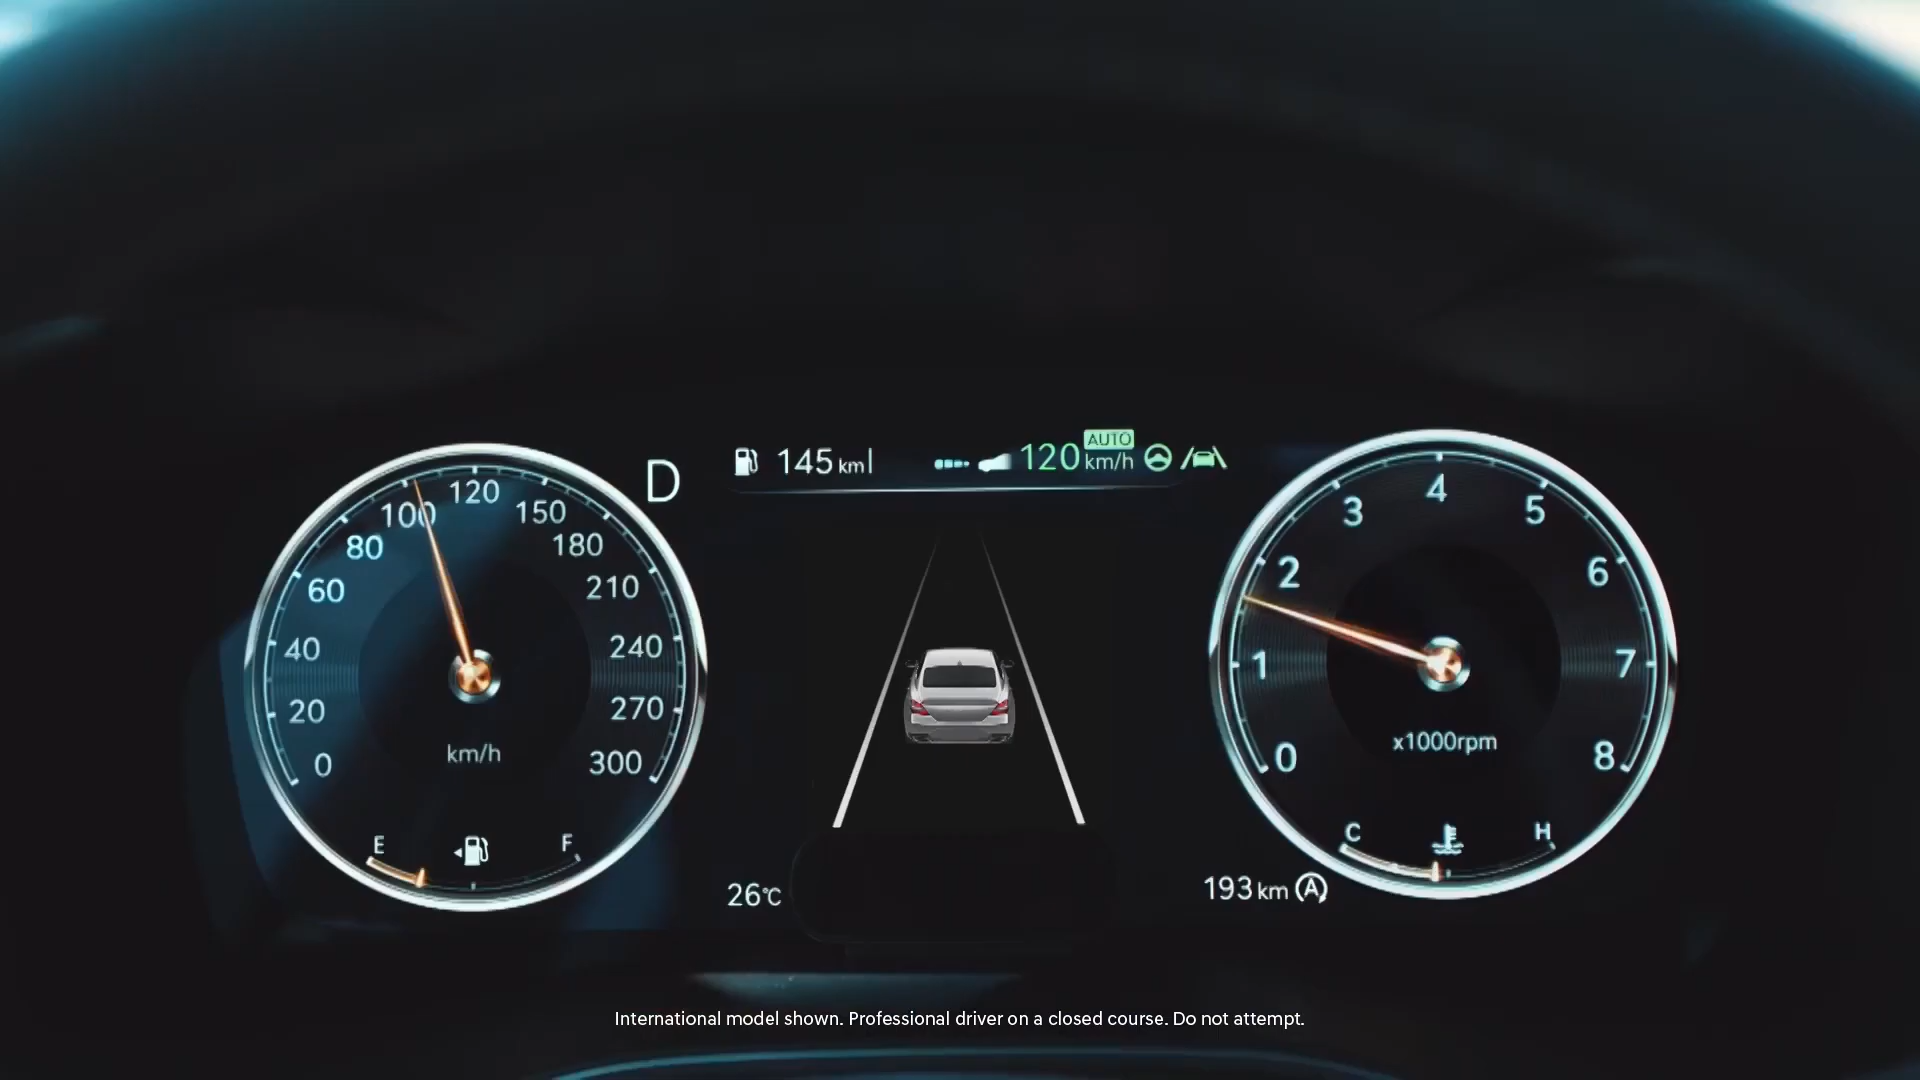 D
145 km
AUTO
120 km/h
0
20
40
60
80
100
120
150
180
210
240
270
300
km/h
E
F
0
1
2
3
4
5
6
7
8
x1000rpm
C
H
26℃
193 km
A
International model shown. Professional driver on a closed course. Do not attempt.